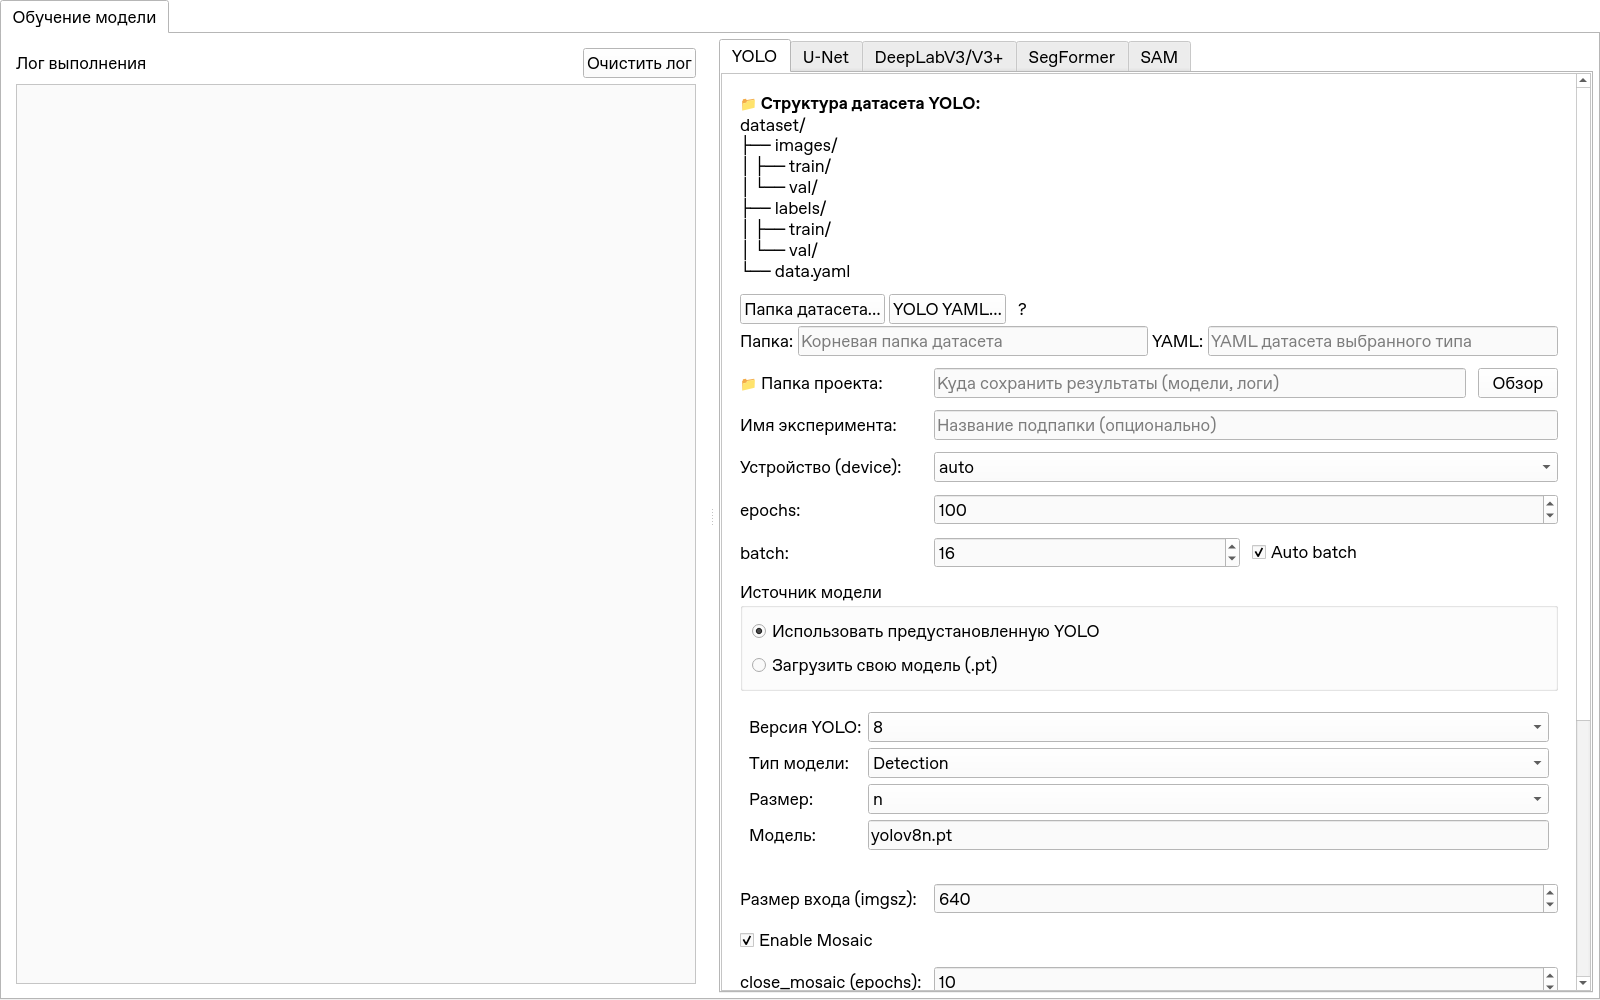 Обучение модели
Лог выполнения
Очистить лог
YOLO
U-Net
DeepLabV3/V3+
SegFormer
SAM
📁 Структура датасета YOLO:
dataset/
├── images/
│ ├── train/
│ └── val/
├── labels/
│ ├── train/
│ └── val/
└── data.yaml
Папка датасета... YOLO YAML... ?
Папка: Корневая папка датасета YAML: YAML датасета выбранного типа
📁 Папка проекта: Куда сохранить результаты (модели, логи) Обзор
Имя эксперимента: Название подпапки (опционально)
Устройство (device): auto
epochs: 100
batch: 16 Auto batch
Источник модели
Использовать предустановленную YOLO
Загрузить свою модель (.pt)
Версия YOLO: 8
Тип модели: Detection
Размер: n
Модель: yolov8n.pt
Размер входа (imgsz): 640
Enable Mosaic
close_mosaic (epochs): 10